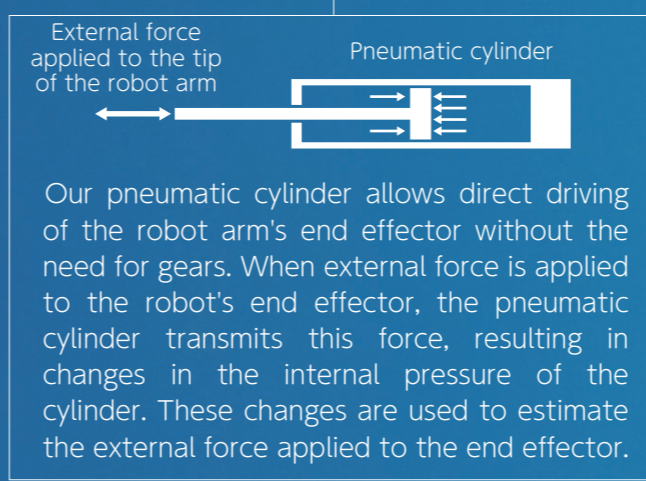 External force
applied to the tip
of the robot arm
Pneumatic cylinder
Our pneumatic cylinder allows direct driving
of the robot arm's end effector without the
need for gears. When external force is applied
to the robot's end effector, the pneumatic
cylinder transmits this force, resulting in
changes in the internal pressure of the
cylinder. These changes are used to estimate
the external force applied to the end effector.